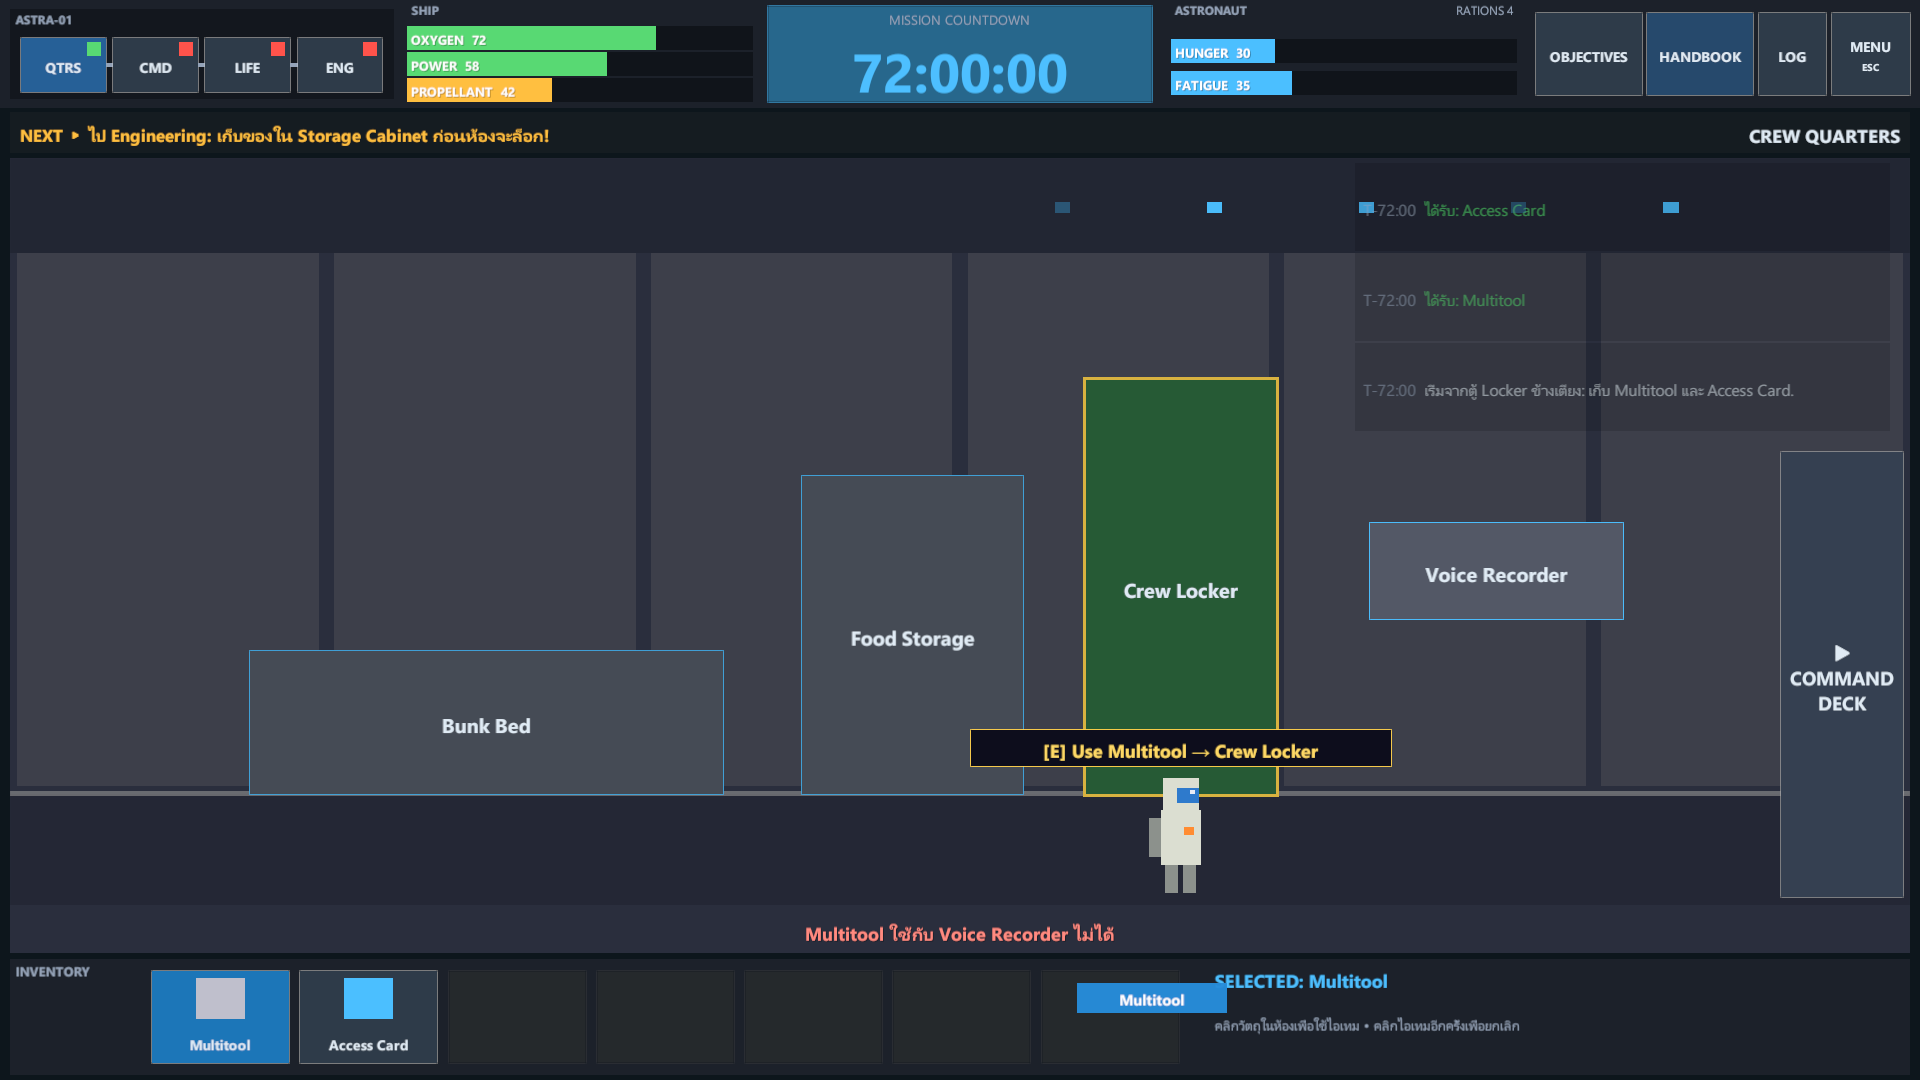 ASTRA-01
QTRS
CMD
LIFE
ENG
SHIP
OXYGEN 72
POWER 58
PROPELLANT 42
MISSION COUNTDOWN
72:00:00
ASTRONAUT
RATIONS 4
HUNGER 30
FATIGUE 35
OBJECTIVES
HANDBOOK
LOG
MENU
ESC
NEXT ▸ ไป Engineering: เก็บของใน Storage Cabinet ก่อนห้องจะล็อก!
CREW QUARTERS
T-72:00 ได้รับ: Access Card
T-72:00 ได้รับ: Multitool
T-72:00 เริ่มจากตู้ Locker ข้างเตียง: เก็บ Multitool และ Access Card.
Crew Locker
Voice Recorder
Food Storage
Bunk Bed
▶
COMMAND
DECK
[E] Use Multitool → Crew Locker
Multitool ใช้กับ Voice Recorder ไม่ได้
INVENTORY
Multitool
Access Card
Multitool
SELECTED: Multitool
คลิกวัตถุในห้องเพื่อใช้ไอเทม • คลิกไอเทมอีกครั้งเพื่อยกเลิก